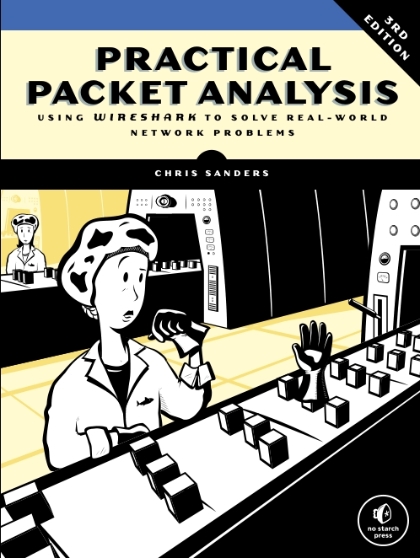 3RD
EDITION
PRACTICAL
PACKET ANALYSIS
USING WIRESHARK TO SOLVE REAL-WORLD
NETWORK PROBLEMS
CHRIS SANDERS
no starch
press